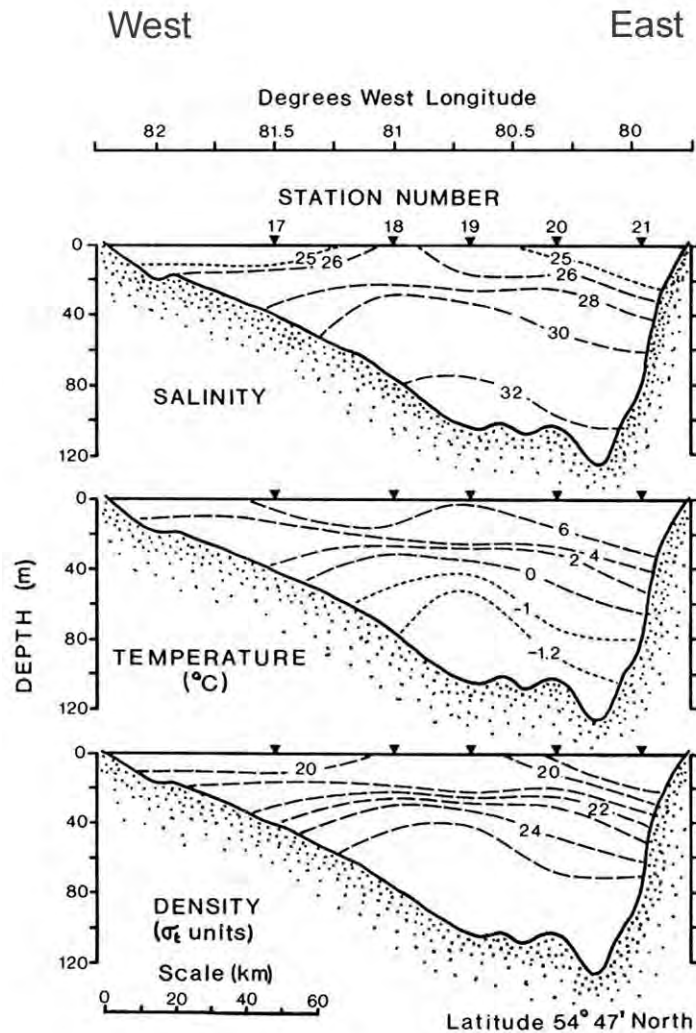 West East
Degrees West Longitude
82 81.5 81 80.5 80
STATION NUMBER
17 18 19 20 21
0
40
80
120
25 26 25
26
28
30
32
SALINITY
0
40
80
120
6
4
2
0
-1
-1.2
TEMPERATURE
(°C)
DEPTH (m)
0
40
80
120
20 20
22
24
DENSITY
(σt units)
Scale (km)
0 20 40 60
Latitude 54° 47' North